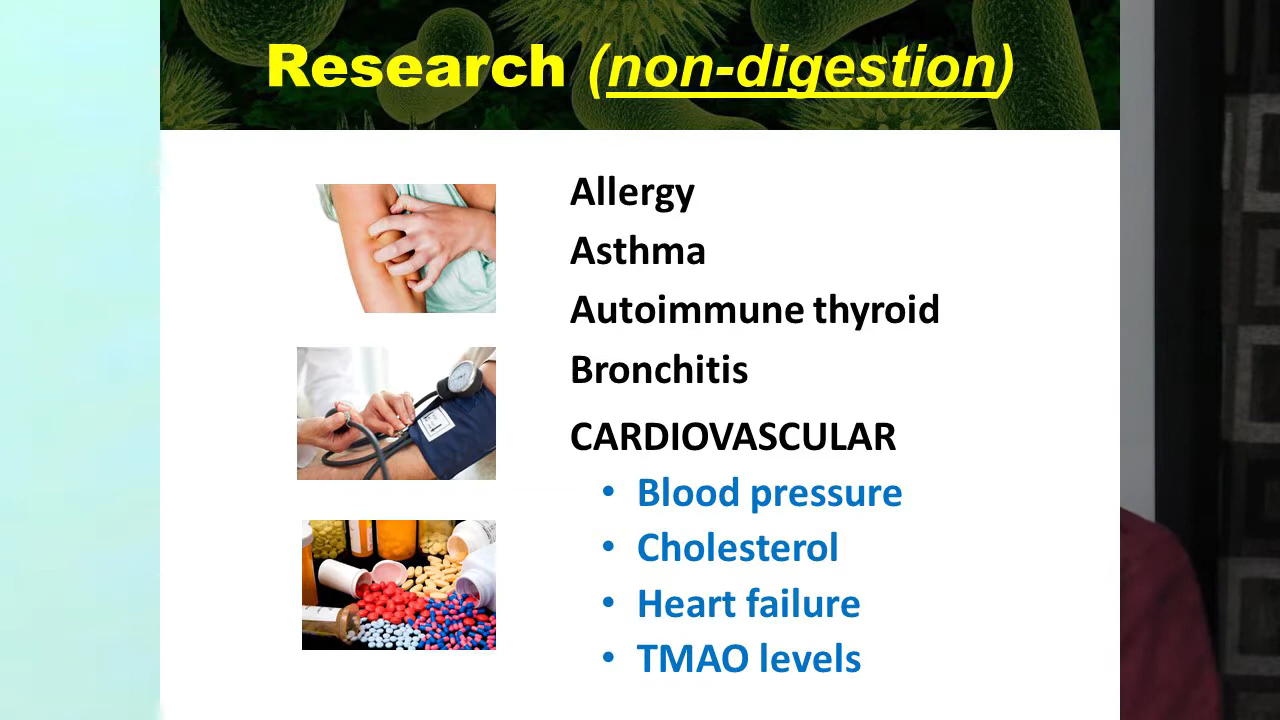 Research (non-digestion)
Allergy
Asthma
Autoimmune thyroid
Bronchitis
CARDIOVASCULAR
• Blood pressure
• Cholesterol
• Heart failure
• TMAO levels